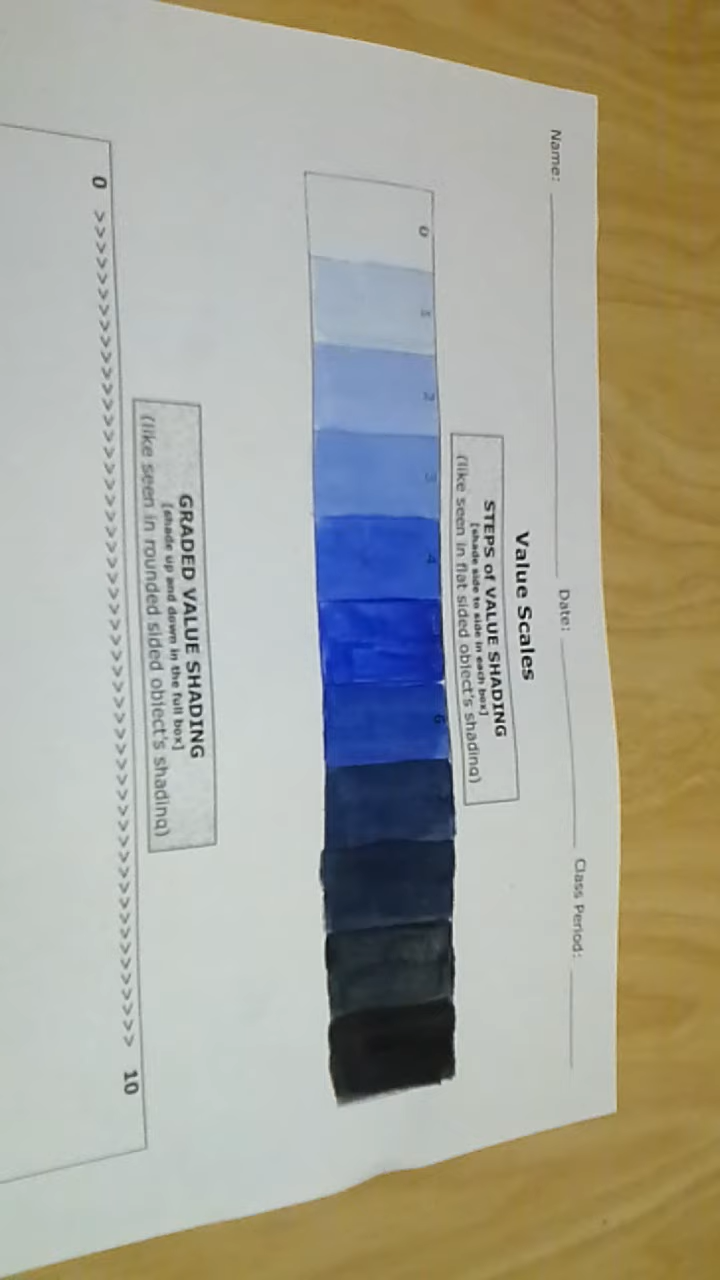 Name: Date: Class Period:
Value Scales
STEPS of VALUE SHADING
[shade side to side in each box]
(like seen in flat sided object's shading)
0 1 2 3 4 6
GRADED VALUE SHADING
[shade up and down in the full box]
(like seen in rounded sided object's shading)
0 >>>>>>>>>>>>>>>>>>>>>>>>>>>>>>>>>>>>>>>>>>>>>>>>>>>>>>>> 10